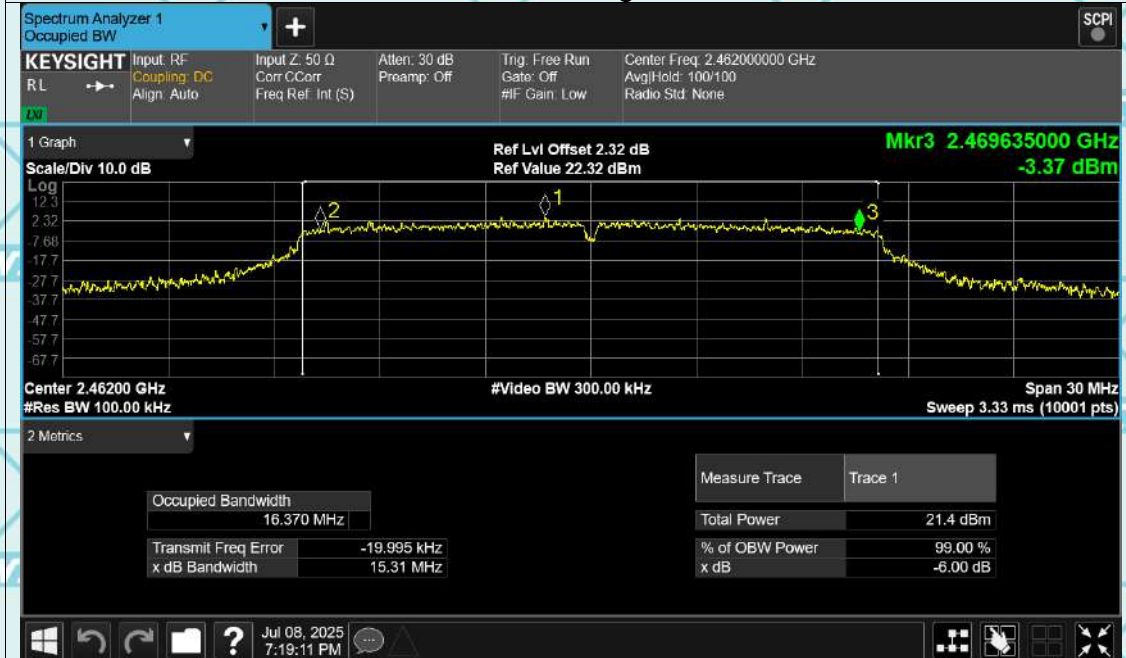 Spectrum Analyzer 1
Occupied BW
+
SCPI
KEYSIGHT
RL
LXI
Input: RF
Coupling: DC
Align: Auto
Input Z: 50 Ω
Corr CCorr
Freq Ref: Int (S)
Atten: 30 dB
Preamp: Off
Trig: Free Run
Gate: Off
#IF Gain: Low
Center Freq: 2.462000000 GHz
Avg|Hold: 100/100
Radio Std: None
1 Graph
Scale/Div 10.0 dB
Ref Lvl Offset 2.32 dB
Ref Value 22.32 dBm
Mkr3 2.469635000 GHz
-3.37 dBm
Log
12.3
2.32
-7.68
-17.7
-27.7
-37.7
-47.7
-57.7
-67.7
2
1
3
Center 2.46200 GHz
#Res BW 100.00 kHz
#Video BW 300.00 kHz
Span 30 MHz
Sweep 3.33 ms (10001 pts)
2 Metrics
Occupied Bandwidth
16.370 MHz
Transmit Freq Error -19.995 kHz
x dB Bandwidth 15.31 MHz
Measure Trace Trace 1
Total Power 21.4 dBm
% of OBW Power 99.00 %
x dB -6.00 dB
?
Jul 08, 2025
7:19:11 PM